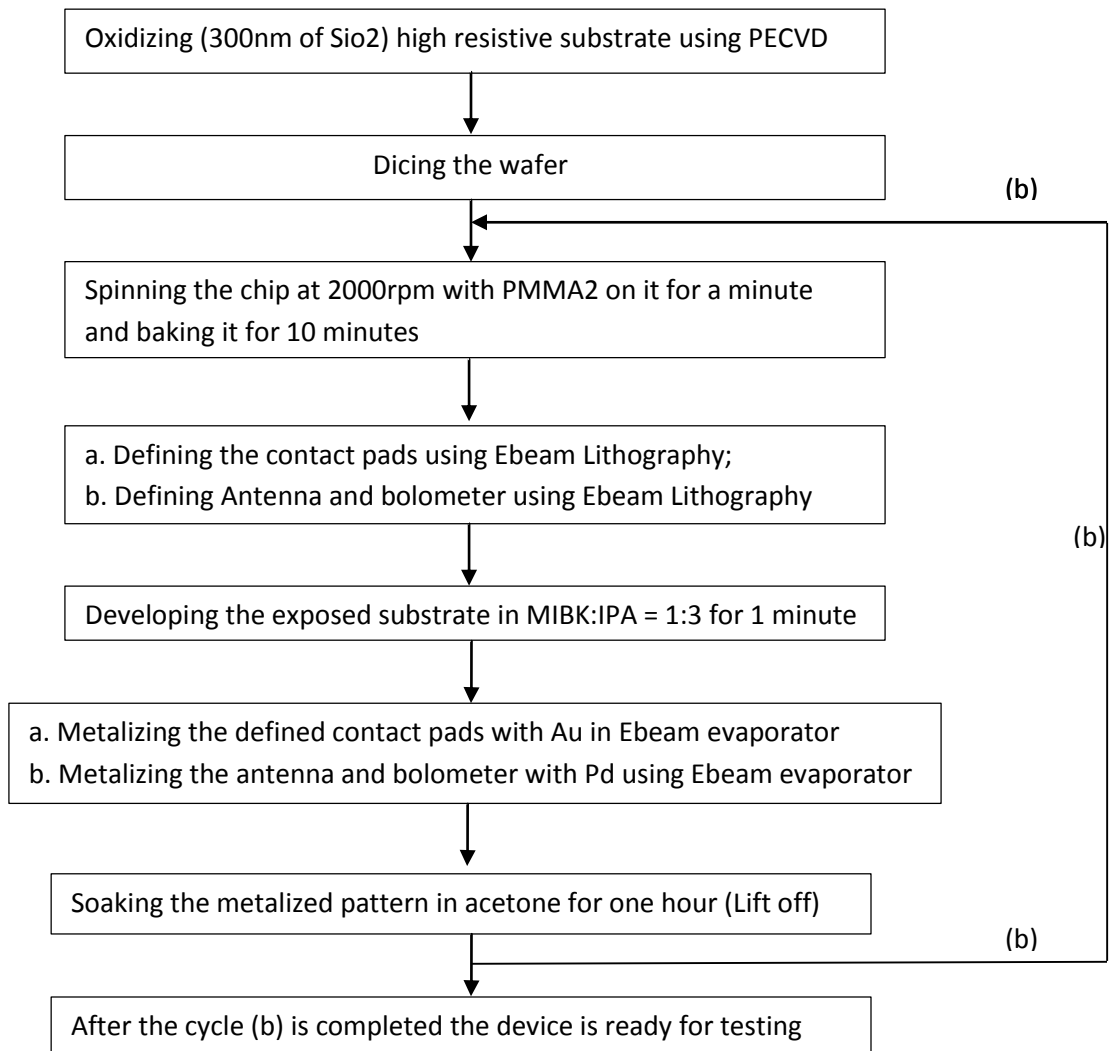 Oxidizing (300nm of Sio2) high resistive substrate using PECVD
Dicing the wafer
(b)
Spinning the chip at 2000rpm with PMMA2 on it for a minute
and baking it for 10 minutes
a. Defining the contact pads using Ebeam Lithography;
b. Defining Antenna and bolometer using Ebeam Lithography
(b)
Developing the exposed substrate in MIBK:IPA = 1:3 for 1 minute
a. Metalizing the defined contact pads with Au in Ebeam evaporator
b. Metalizing the antenna and bolometer with Pd using Ebeam evaporator
Soaking the metalized pattern in acetone for one hour (Lift off)
(b)
After the cycle (b) is completed the device is ready for testing